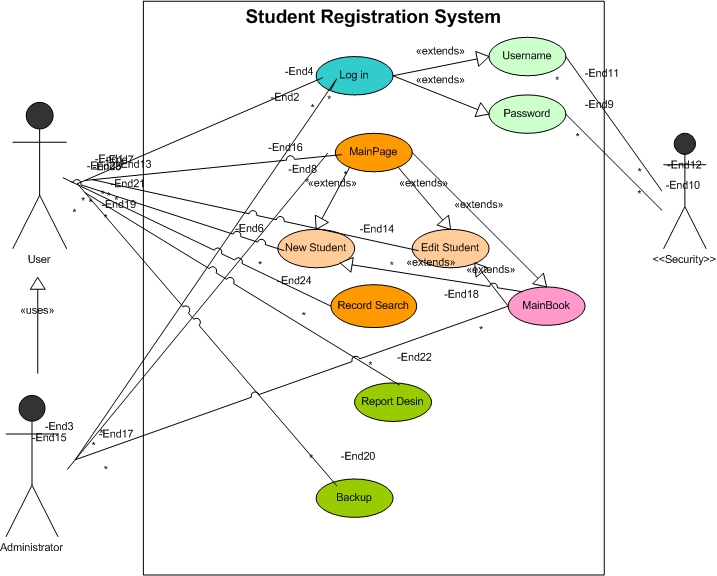 Student Registration System
«extends»
Username
-End4
Log in
-End11
«extends»
-End2
-End9
Password
-End16
MainPage
-End13
-End12
-End8
«extends»
«extends»
-End21
-End10
-End19
«extends»
-End6
-End14
New Student
Edit Student
User
<<Security>>
«extends»
«extends»
-End24
-End18
«uses»
Record Search
MainBook
-End22
Report Desin
-End3
-End15
-End17
-End20
Backup
Administrator